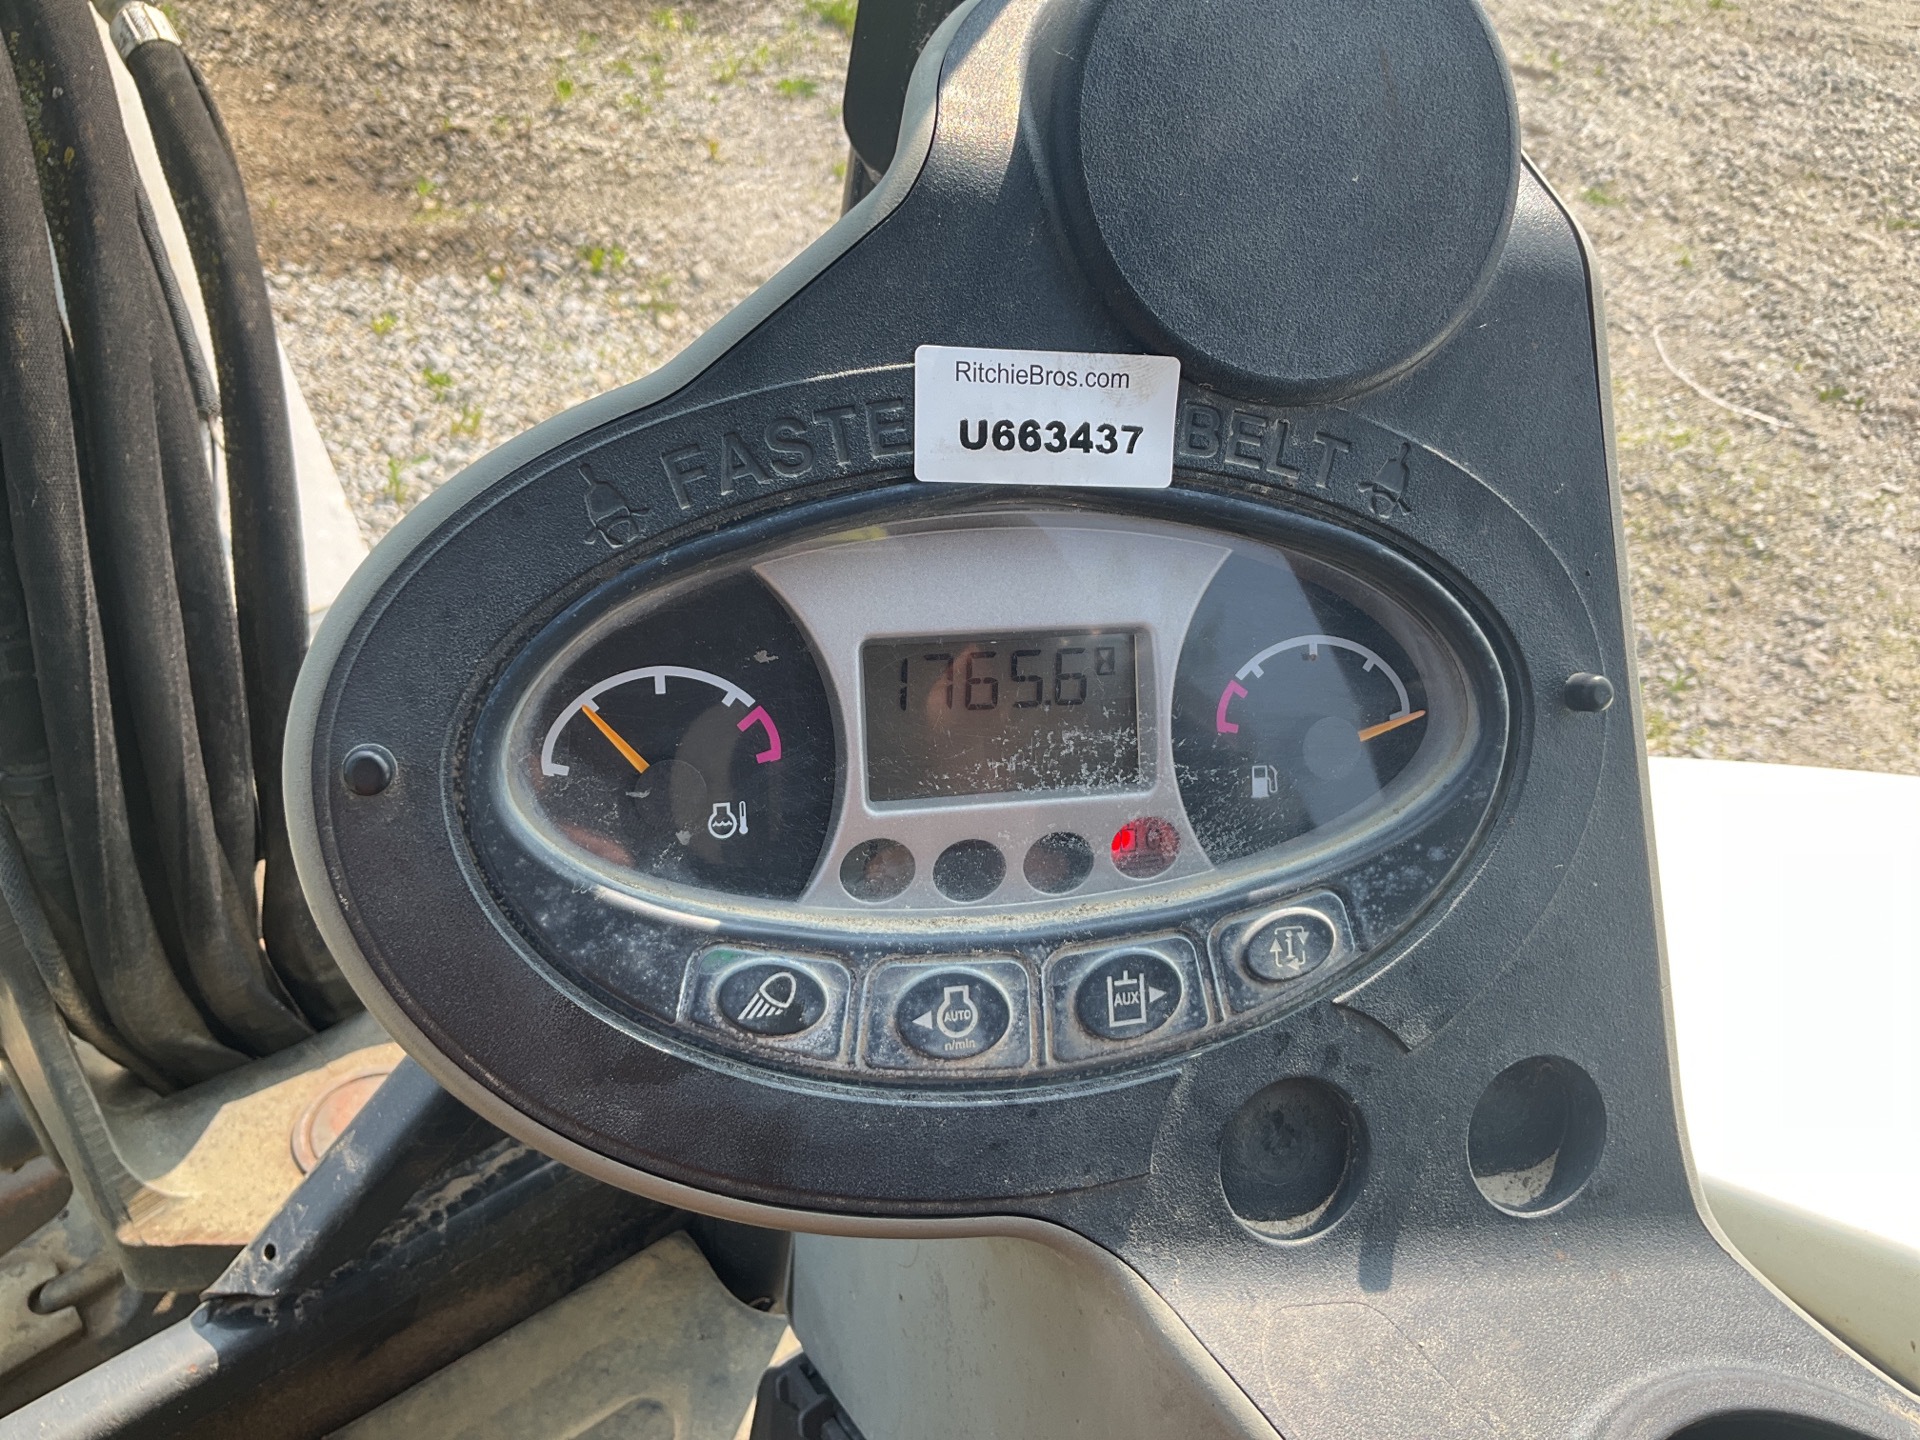 RitchieBros.com
U663437
FASTE BELT
1765.6
AUTO
n/min
AUX
i